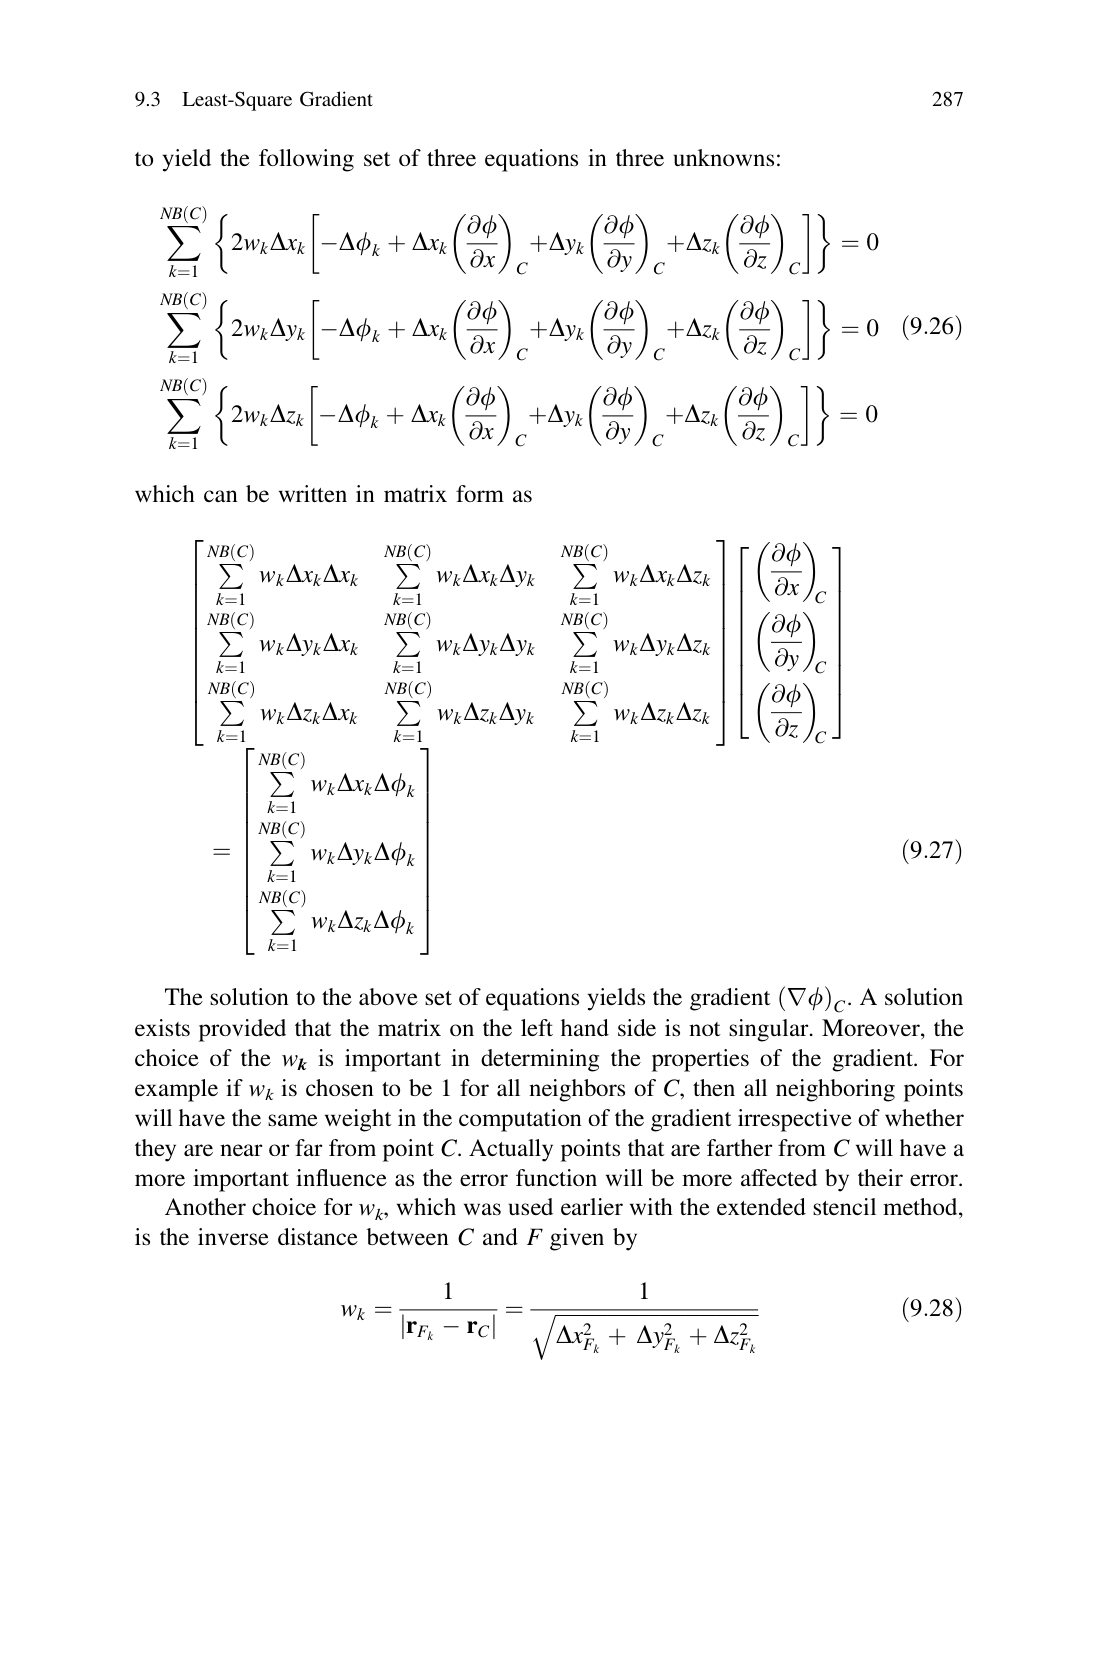 9.3 Least-Square Gradient 287
to yield the following set of three equations in three unknowns:
\sum_{k=1}^{NB(C)} \left\{ 2w_k \Delta x_k \left[ -\Delta\phi_k + \Delta x_k \left( \frac{\partial\phi}{\partial x} \right)_C + \Delta y_k \left( \frac{\partial\phi}{\partial y} \right)_C + \Delta z_k \left( \frac{\partial\phi}{\partial z} \right)_C \right] \right\} = 0
\sum_{k=1}^{NB(C)} \left\{ 2w_k \Delta y_k \left[ -\Delta\phi_k + \Delta x_k \left( \frac{\partial\phi}{\partial x} \right)_C + \Delta y_k \left( \frac{\partial\phi}{\partial y} \right)_C + \Delta z_k \left( \frac{\partial\phi}{\partial z} \right)_C \right] \right\} = 0 (9.26)
\sum_{k=1}^{NB(C)} \left\{ 2w_k \Delta z_k \left[ -\Delta\phi_k + \Delta x_k \left( \frac{\partial\phi}{\partial x} \right)_C + \Delta y_k \left( \frac{\partial\phi}{\partial y} \right)_C + \Delta z_k \left( \frac{\partial\phi}{\partial z} \right)_C \right] \right\} = 0
which can be written in matrix form as
\begin{bmatrix} \sum_{k=1}^{NB(C)} w_k \Delta x_k \Delta x_k & \sum_{k=1}^{NB(C)} w_k \Delta x_k \Delta y_k & \sum_{k=1}^{NB(C)} w_k \Delta x_k \Delta z_k \\ \sum_{k=1}^{NB(C)} w_k \Delta y_k \Delta x_k & \sum_{k=1}^{NB(C)} w_k \Delta y_k \Delta y_k & \sum_{k=1}^{NB(C)} w_k \Delta y_k \Delta z_k \\ \sum_{k=1}^{NB(C)} w_k \Delta z_k \Delta x_k & \sum_{k=1}^{NB(C)} w_k \Delta z_k \Delta y_k & \sum_{k=1}^{NB(C)} w_k \Delta z_k \Delta z_k \end{bmatrix} \begin{bmatrix} \left( \frac{\partial\phi}{\partial x} \right)_C \\ \left( \frac{\partial\phi}{\partial y} \right)_C \\ \left( \frac{\partial\phi}{\partial z} \right)_C \end{bmatrix}
= \begin{bmatrix} \sum_{k=1}^{NB(C)} w_k \Delta x_k \Delta\phi_k \\ \sum_{k=1}^{NB(C)} w_k \Delta y_k \Delta\phi_k \\ \sum_{k=1}^{NB(C)} w_k \Delta z_k \Delta\phi_k \end{bmatrix} (9.27)
The solution to the above set of equations yields the gradient (∇ϕ)_C. A solution
exists provided that the matrix on the left hand side is not singular. Moreover, the
choice of the w_k is important in determining the properties of the gradient. For
example if w_k is chosen to be 1 for all neighbors of C, then all neighboring points
will have the same weight in the computation of the gradient irrespective of whether
they are near or far from point C. Actually points that are farther from C will have a
more important influence as the error function will be more affected by their error.
Another choice for w_k, which was used earlier with the extended stencil method,
is the inverse distance between C and F given by
w_k = \frac{1}{|\mathbf{r}_{F_k} - \mathbf{r}_C|} = \frac{1}{\sqrt{\Delta x_{F_k}^2 + \Delta y_{F_k}^2 + \Delta z_{F_k}^2}} (9.28)